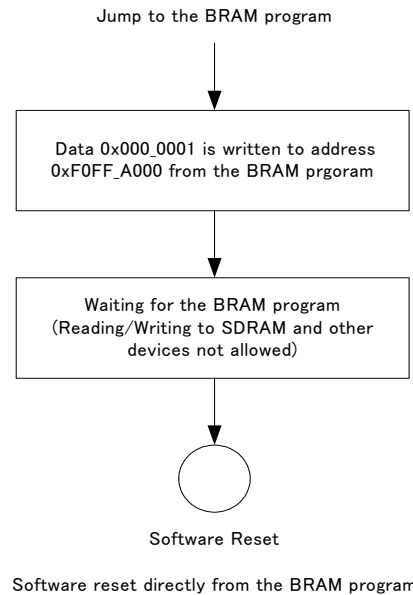 Jump to the BRAM program
Data 0x000_0001 is written to address
0xF0FF_A000 from the BRAM prgoram
Waiting for the BRAM program
(Reading/Writing to SDRAM and other
devices not allowed)
Software Reset
Software reset directly from the BRAM program